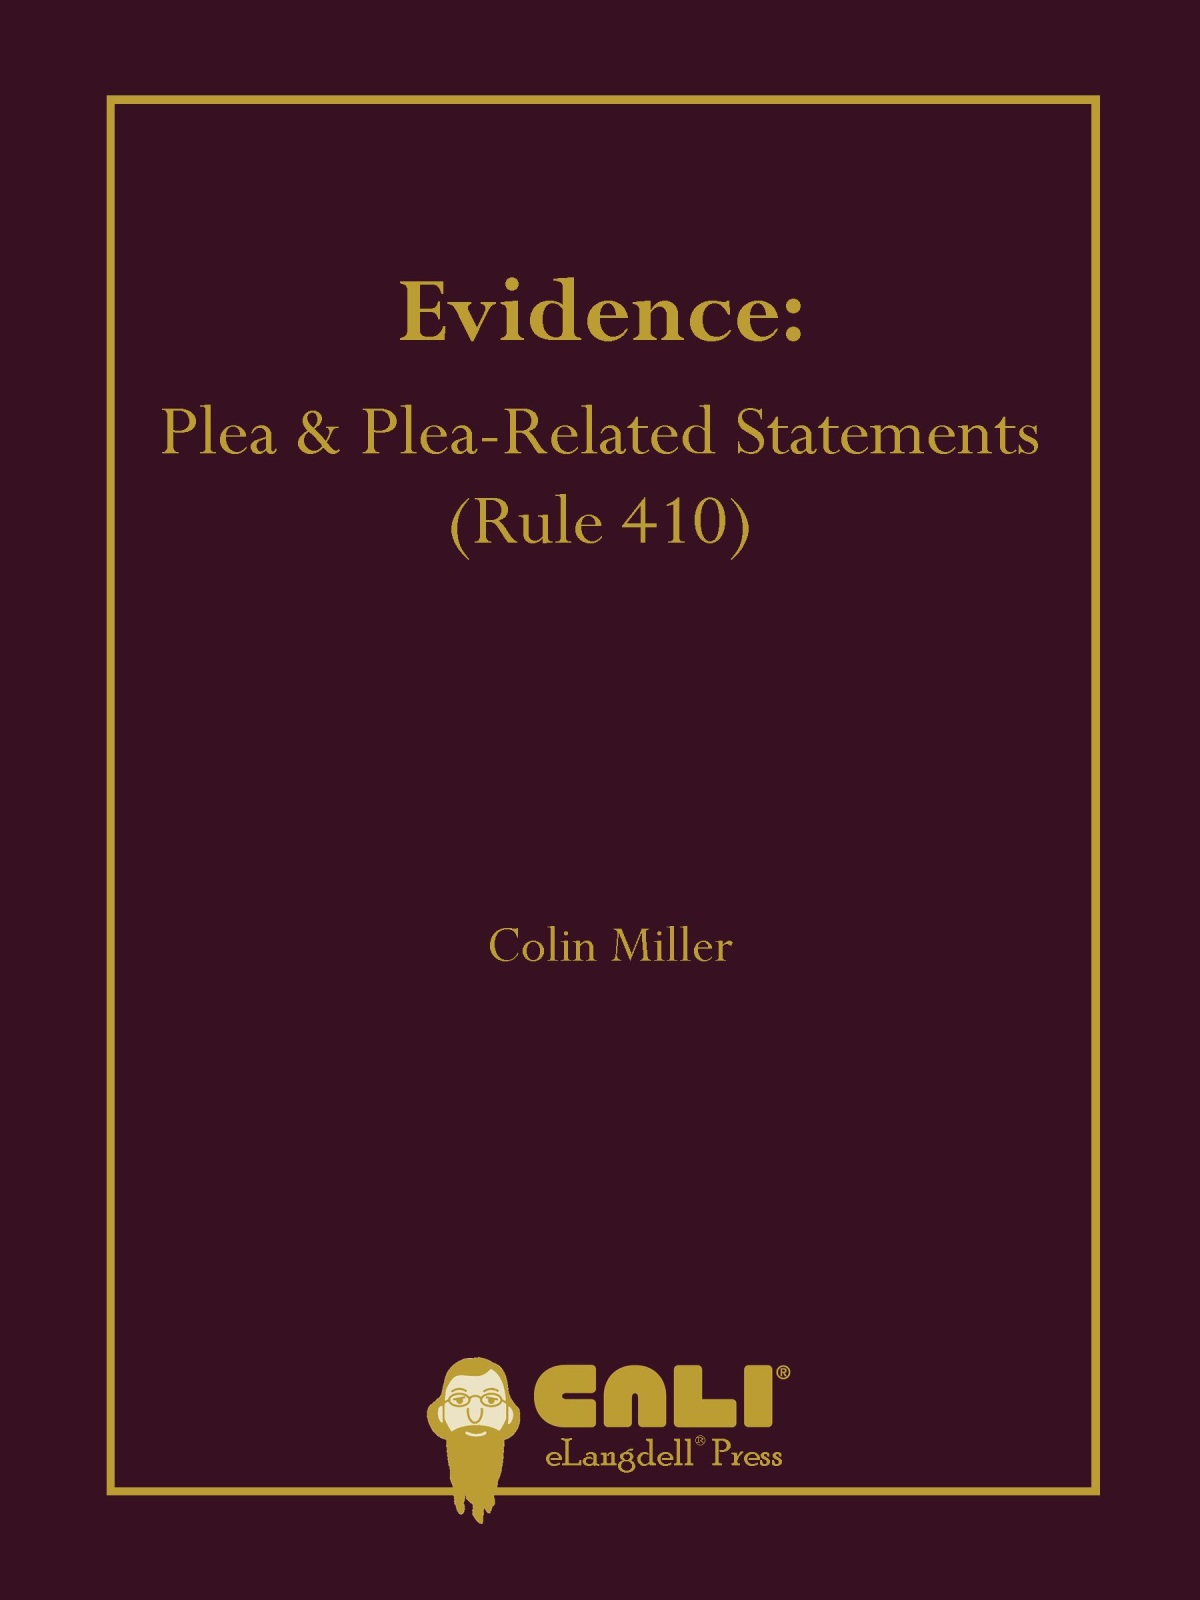 Evidence:
Plea & Plea-Related Statements
(Rule 410)
Colin Miller
CALI®
eLangdell® Press